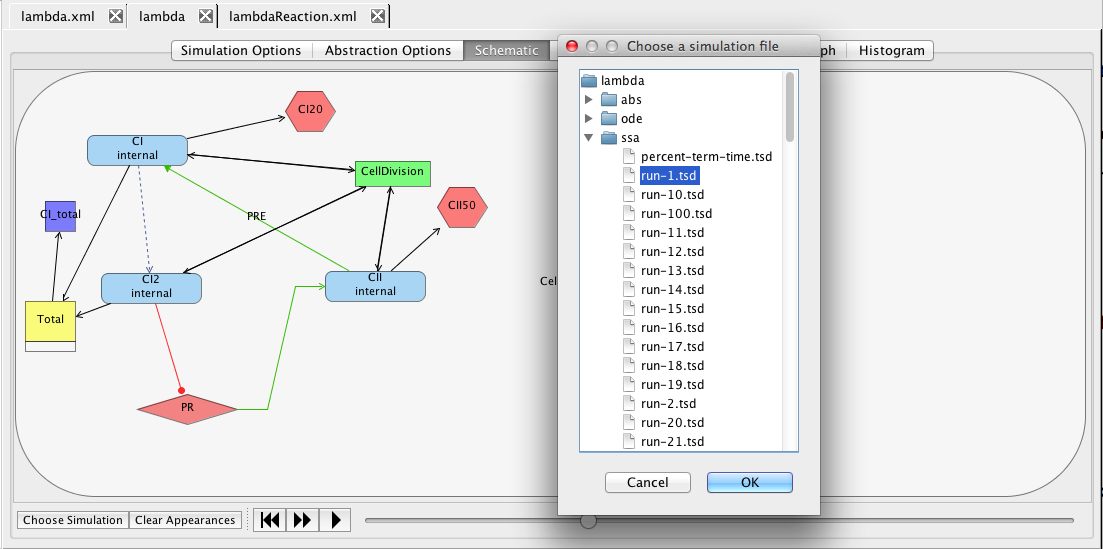 lambda.xml
lambda
lambdaReaction.xml
Simulation Options
Abstraction Options
Schematic
ph
Histogram
CI20
CI
internal
CellDivision
CII50
CI_total
PRE
CI2
internal
CII
internal
Cel
Total
PR
Choose a simulation file
lambda
abs
ode
ssa
percent-term-time.tsd
run-1.tsd
run-10.tsd
run-100.tsd
run-11.tsd
run-12.tsd
run-13.tsd
run-14.tsd
run-15.tsd
run-16.tsd
run-17.tsd
run-18.tsd
run-19.tsd
run-2.tsd
run-20.tsd
run-21.tsd
Cancel
OK
Choose Simulation
Clear Appearances